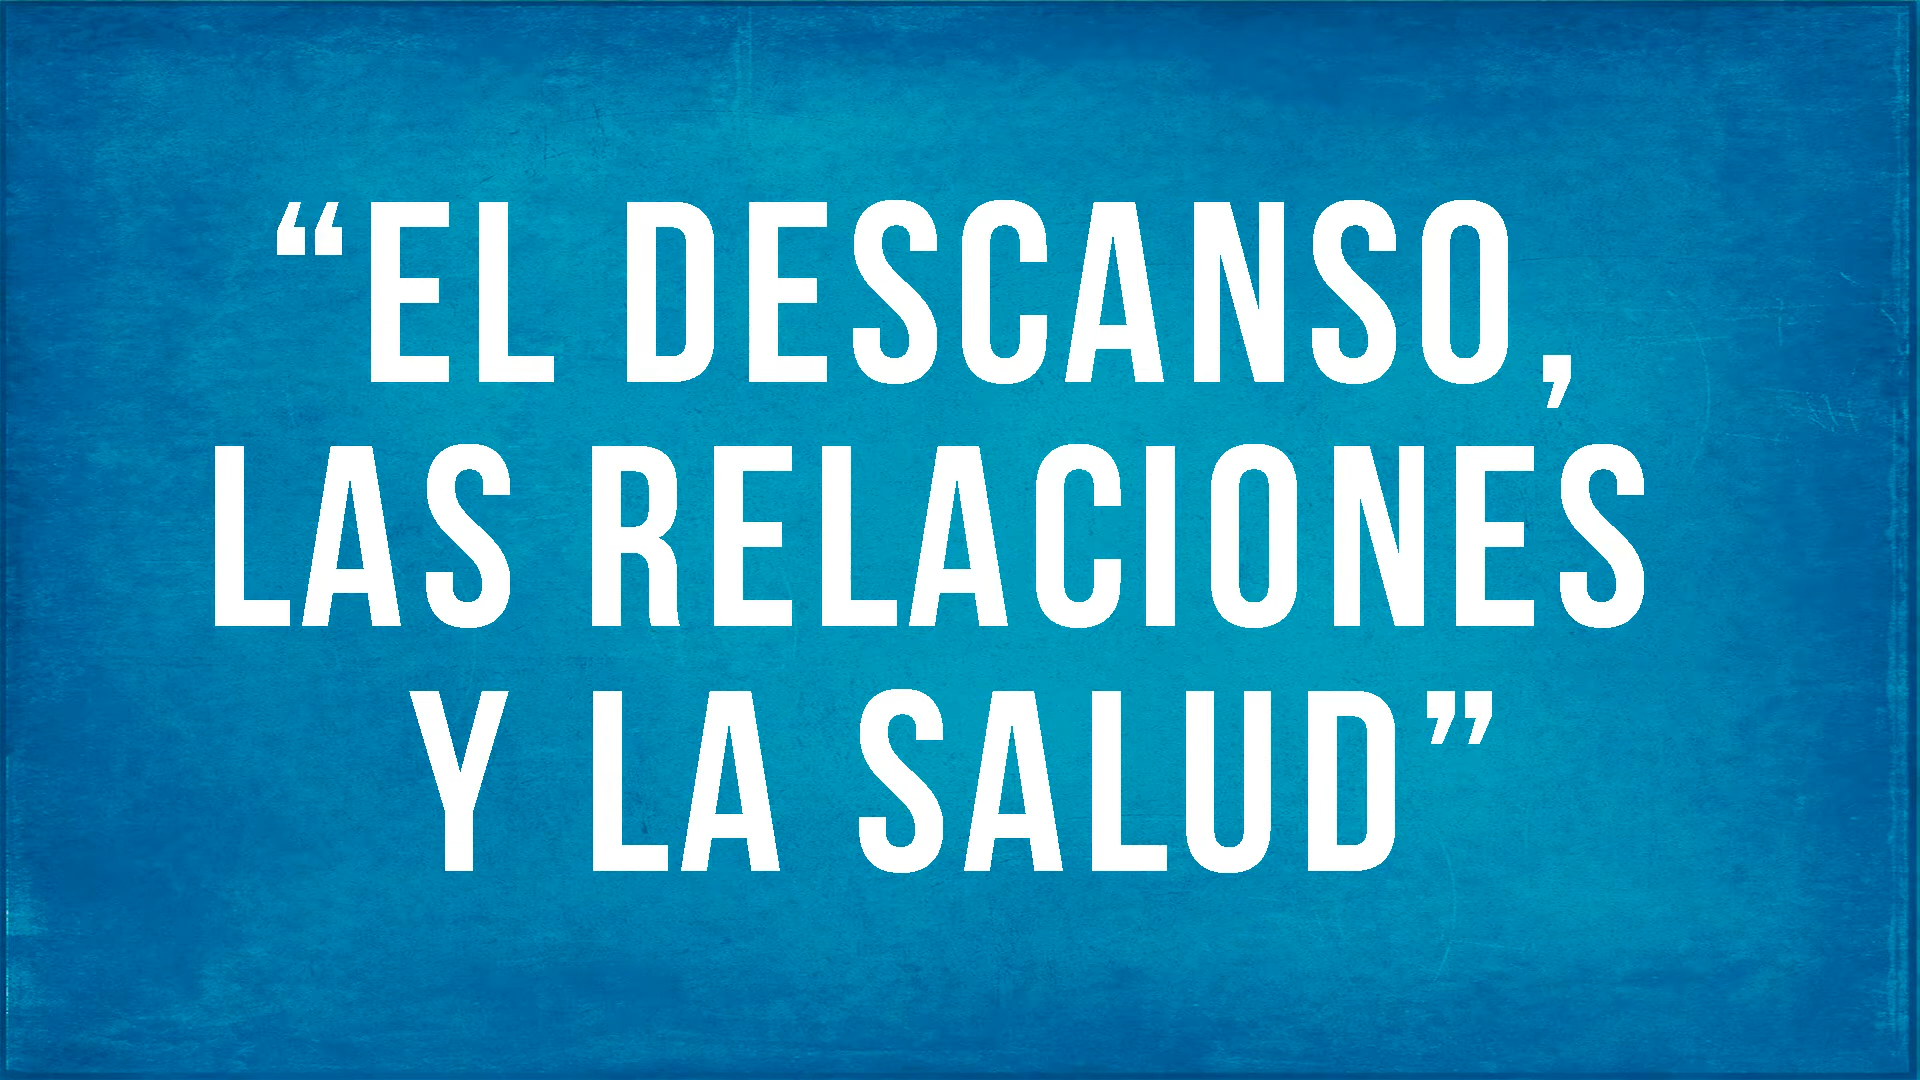 “EL DESCANSO,
LAS RELACIONES
Y LA SALUD”